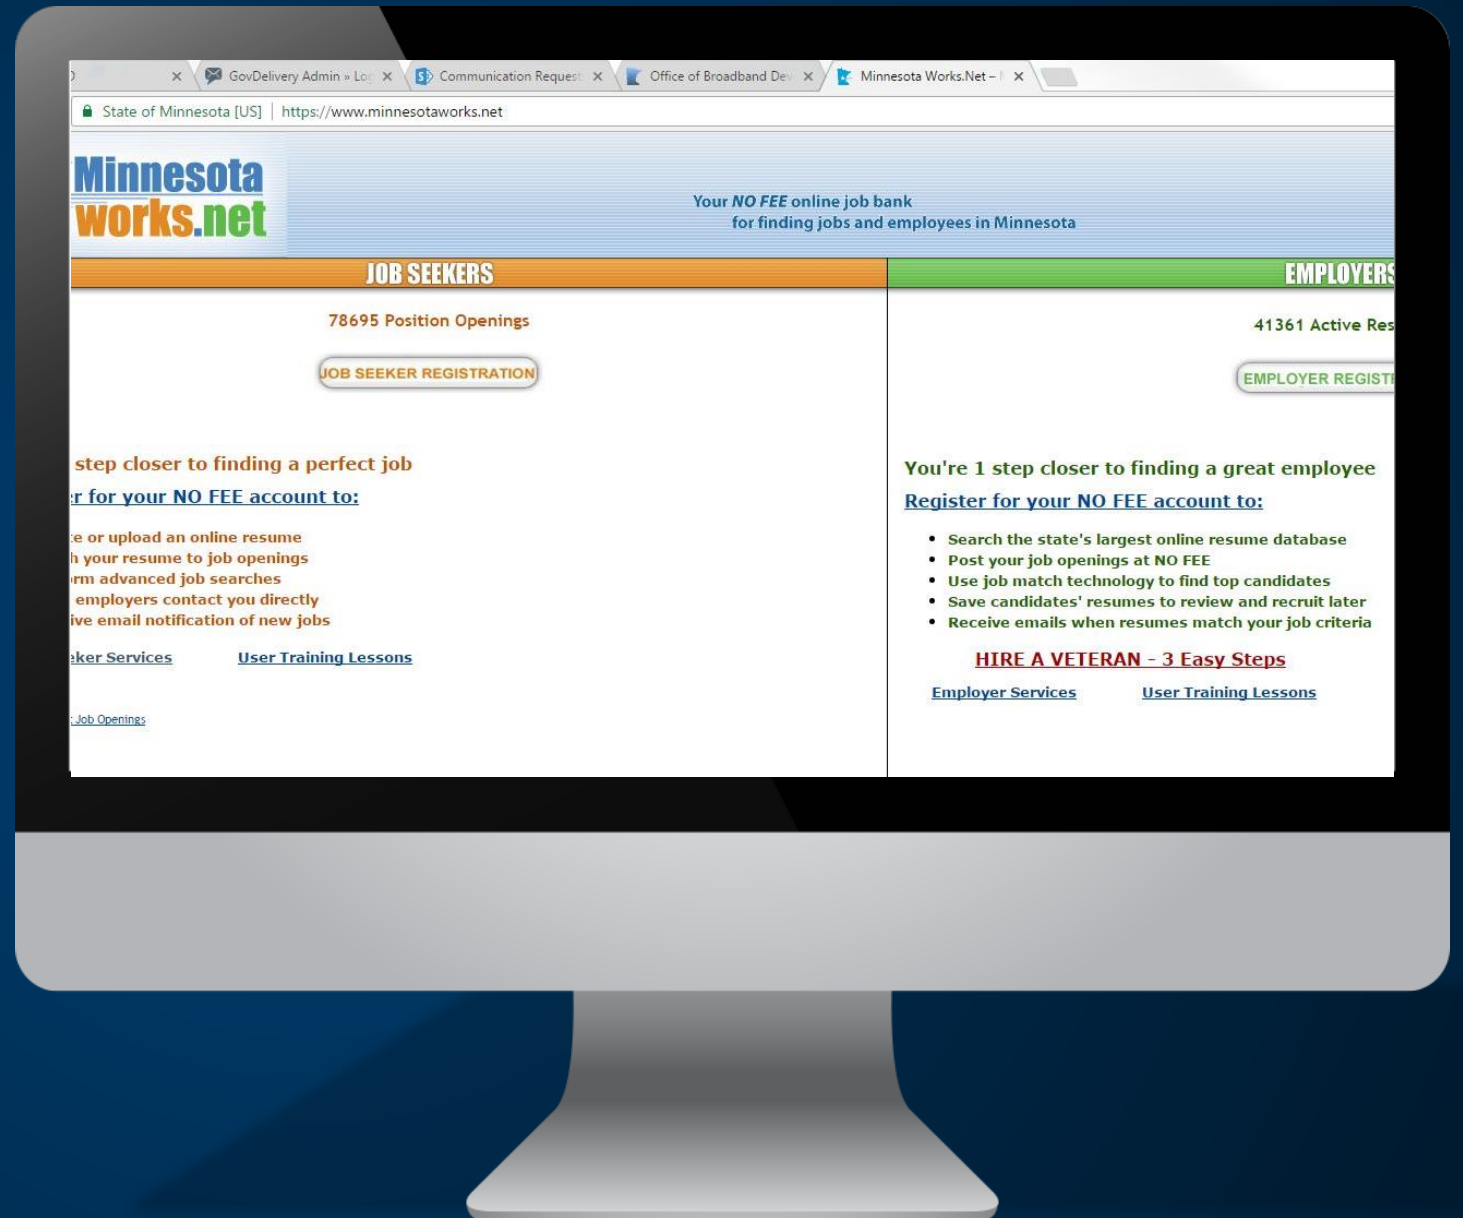 GovDelivery Admin » Lo
Communication Request
Office of Broadband Dev
Minnesota Works.Net –
State of Minnesota [US] | https://www.minnesotaworks.net
Minnesota
works.net
Your NO FEE online job bank
for finding jobs and employees in Minnesota
JOB SEEKERS
78695 Position Openings
JOB SEEKER REGISTRATION
step closer to finding a perfect job
r for your NO FEE account to:
te or upload an online resume
h your resume to job openings
rm advanced job searches
employers contact you directly
ive email notification of new jobs
eker Services
User Training Lessons
Job Openings
EMPLOYERS
41361 Active Res
EMPLOYER REGIST
You're 1 step closer to finding a great employee
Register for your NO FEE account to:
• Search the state's largest online resume database
• Post your job openings at NO FEE
• Use job match technology to find top candidates
• Save candidates' resumes to review and recruit later
• Receive emails when resumes match your job criteria
HIRE A VETERAN - 3 Easy Steps
Employer Services
User Training Lessons